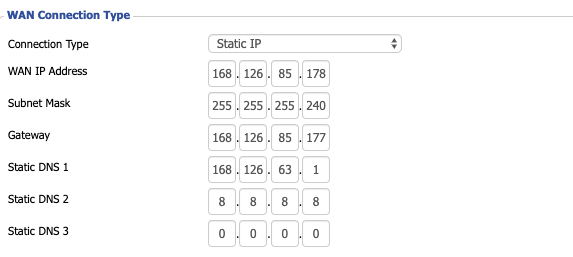 WAN Connection Type
Connection Type Static IP
WAN IP Address 168 . 126 . 85 . 178
Subnet Mask 255 . 255 . 255 . 240
Gateway 168 . 126 . 85 . 177
Static DNS 1 168 . 126 . 63 . 1
Static DNS 2 8 . 8 . 8 . 8
Static DNS 3 0 . 0 . 0 . 0